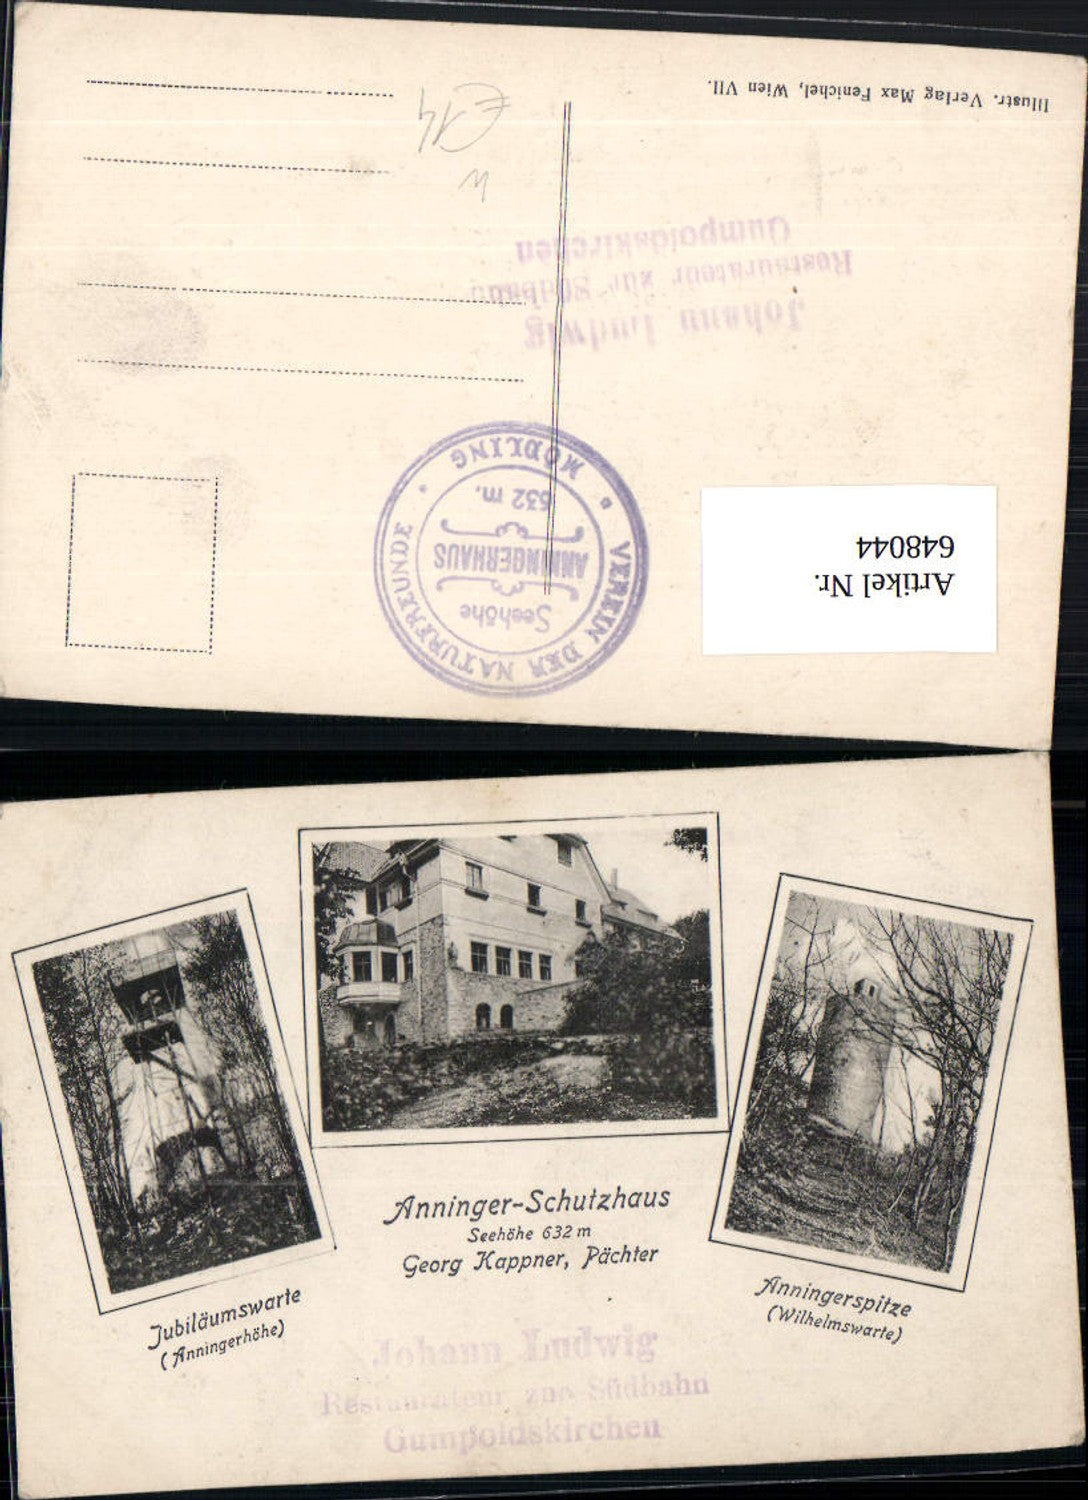 Illustr. Verlag Max Fenichel, Wien VII.
€14
Johann Ludwig
Restaurateur zur Südbahn
Gumpoldskirchen
VEREIN DER NATURFREUNDE
MÖDLING
Seehöhe
ANNINGERHAUS
632 m.
Artikel Nr.
648044
Anninger-Schutzhaus
Seehöhe 632 m
Georg Kappner, Pächter
Jubiläumswarte
(Anningerhöhe)
Anningerspitze
(Wilhelmswarte)
Johann Ludwig
Restaurateur zur Südbahn
Gumpoldskirchen